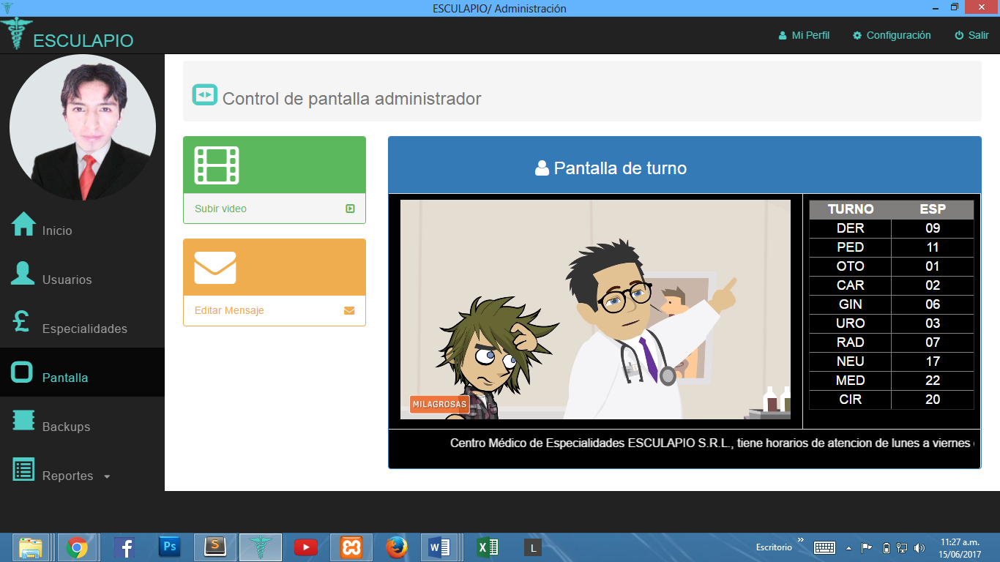 ESCULAPIO/ Administración
ESCULAPIO
Mi Perfil
Configuración
Salir
Control de pantalla administrador
Inicio
Usuarios
Especialidades
Pantalla
Backups
Reportes
Subir video
Editar Mensaje
Pantalla de turno
MILAGROSAS
TURNO ESP
DER 09
PED 11
OTO 01
CAR 02
GIN 06
URO 03
RAD 07
NEU 17
MED 22
CIR 20
Centro Médico de Especialidades ESCULAPIO S.R.L., tiene horarios de atencion de lunes a viernes
Ps
S
W
X
L
Escritorio
11:27 a.m.
15/06/2017